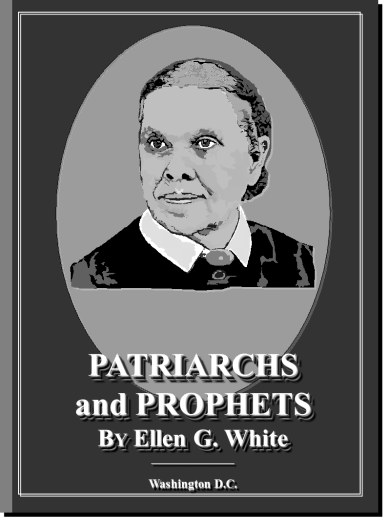 PATRIARCHS
and PROPHETS
By Ellen G. White
Washington D.C.